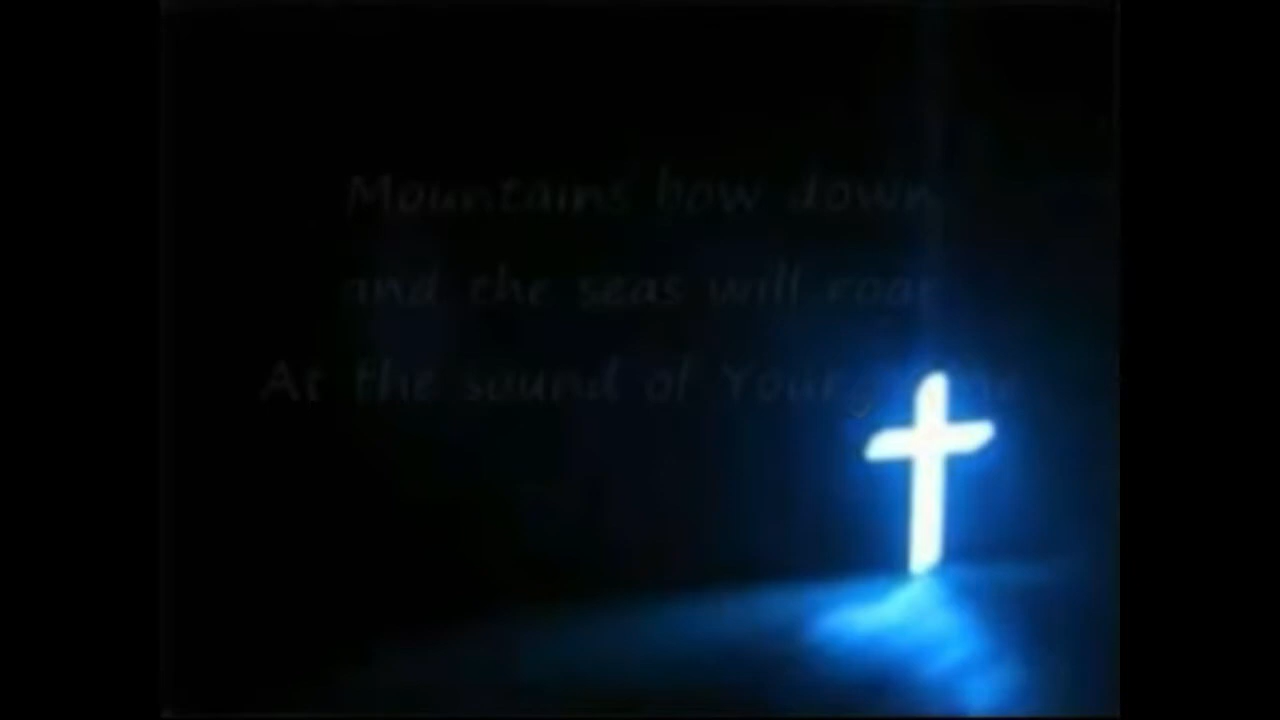 Mountains bow down
and the seas will roar
At the sound of Your